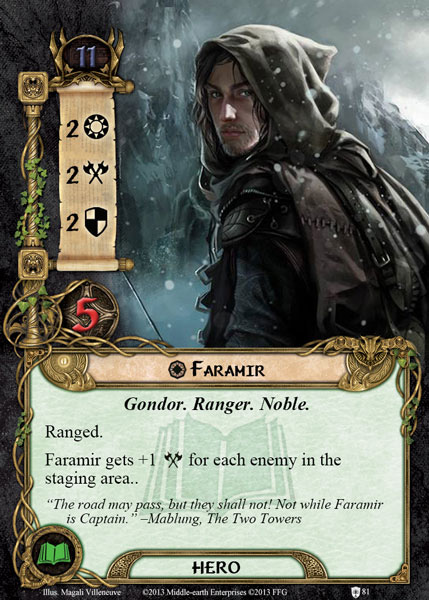 11
2
2
2
5
Faramir
Gondor. Ranger. Noble.
Ranged.
Faramir gets +1 for each enemy in the
staging area..
“The road may pass, but they shall not! Not while Faramir
is Captain.” –Mablung, The Two Towers
HERO
Illus. Magali Villeneuve ©2013 Middle-earth Enterprises ©2013 FFG 81